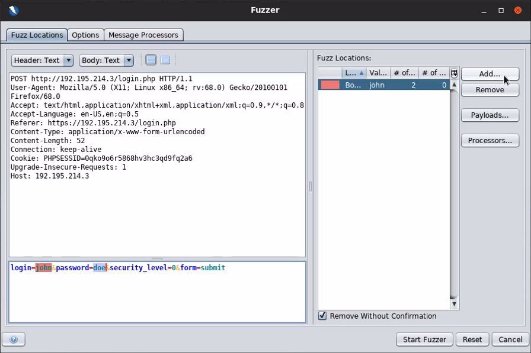 Fuzzer
Fuzz Locations Options Message Processors
Header: Text Body: Text
POST http://192.195.214.3/login.php HTTP/1.1
User-Agent: Mozilla/5.0 (X11; Linux x86_64; rv:68.0) Gecko/20100101
Firefox/68.0
Accept: text/html,application/xhtml+xml,application/xml;q=0.9,*/*;q=0.8
Accept-Language: en-US,en;q=0.5
Referer: https://192.195.214.3/login.php
Content-Type: application/x-www-form-urlencoded
Content-Length: 52
Connection: keep-alive
Cookie: PHPSESSID=0qko9o6r5868hv3hc3qd9fq2a6
Upgrade-Insecure-Requests: 1
Host: 192.195.214.3
login=john&password=doe&security_level=0&form=submit
Fuzz Locations:
L... Val... # of... # of ...
Bo... john 2 0
Add...
Remove
Payloads...
Processors...
Remove Without Confirmation
Start Fuzzer Reset Cancel